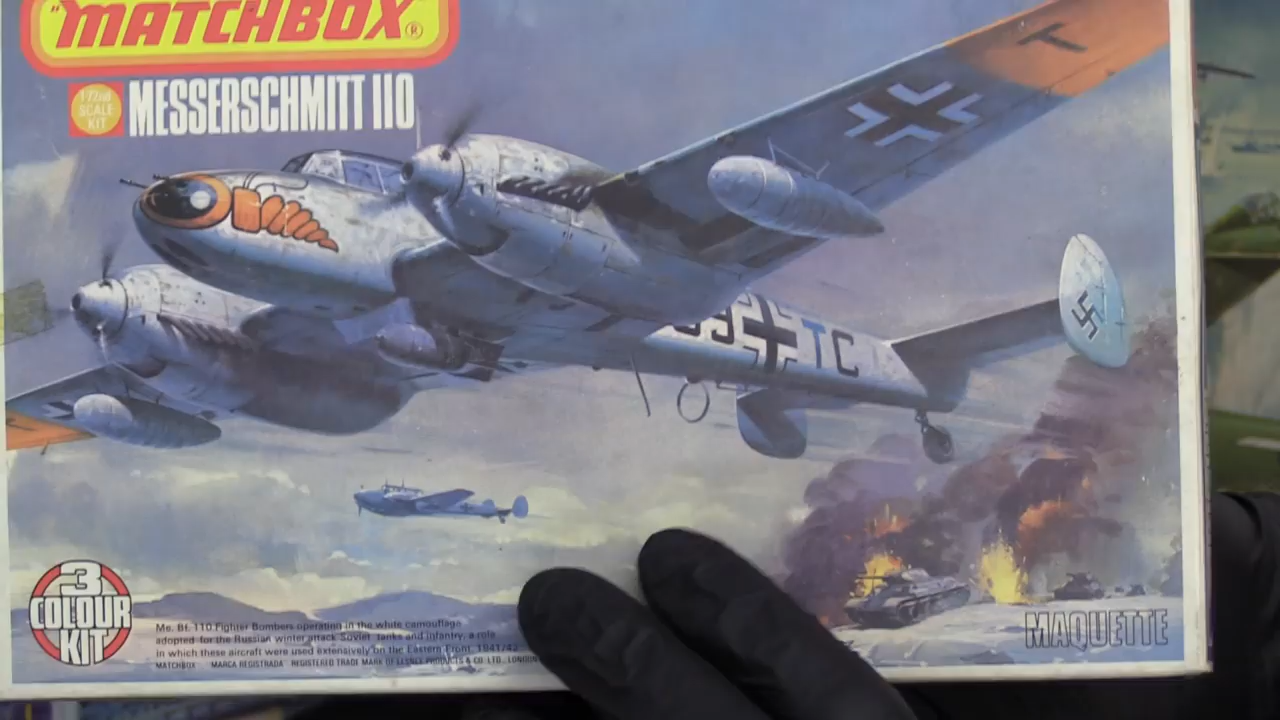 "MATCHBOX"®
1/72nd
SCALE
KIT
MESSERSCHMITT 110
T
TC
3
COLOUR
KIT
Me. Bf. 110 Fighter Bombers operation in the white camouflage
adopted for the Russian winter attack Soviet tanks and infantry, a role
in which these aircraft were used extensively on the Eastern Front, 1941/42
MATCHBOX MARCA REGISTRADA REGISTERED TRADE MARK OF LESNEY PRODUCTS & CO. LTD., LONDON
MAQUETTE